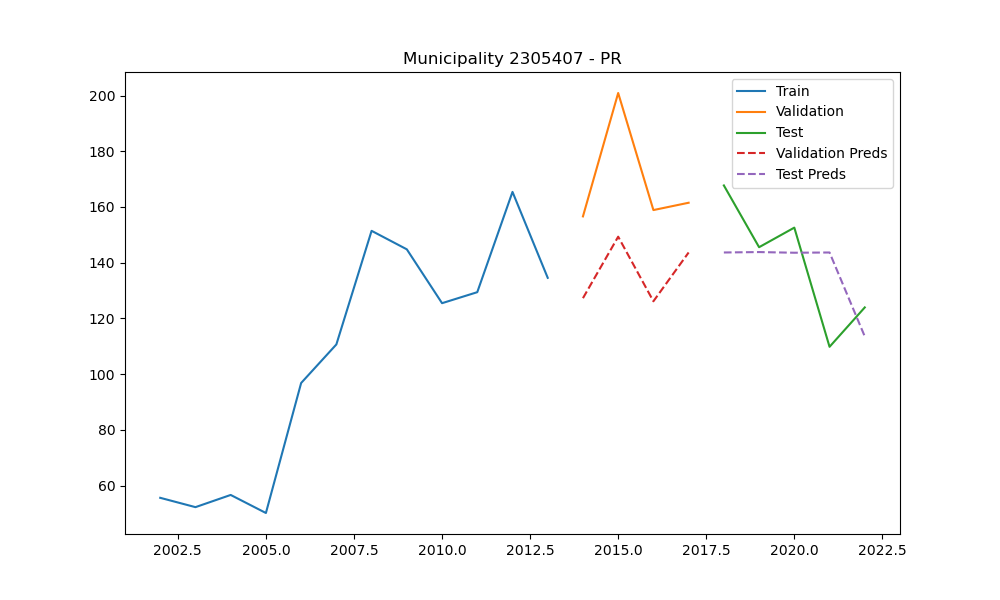 Municipality 2305407 - PR
Train
Validation
Test
Validation Preds
Test Preds
200
180
160
140
120
100
80
60
2002.5 2005.0 2007.5 2010.0 2012.5 2015.0 2017.5 2020.0 2022.5